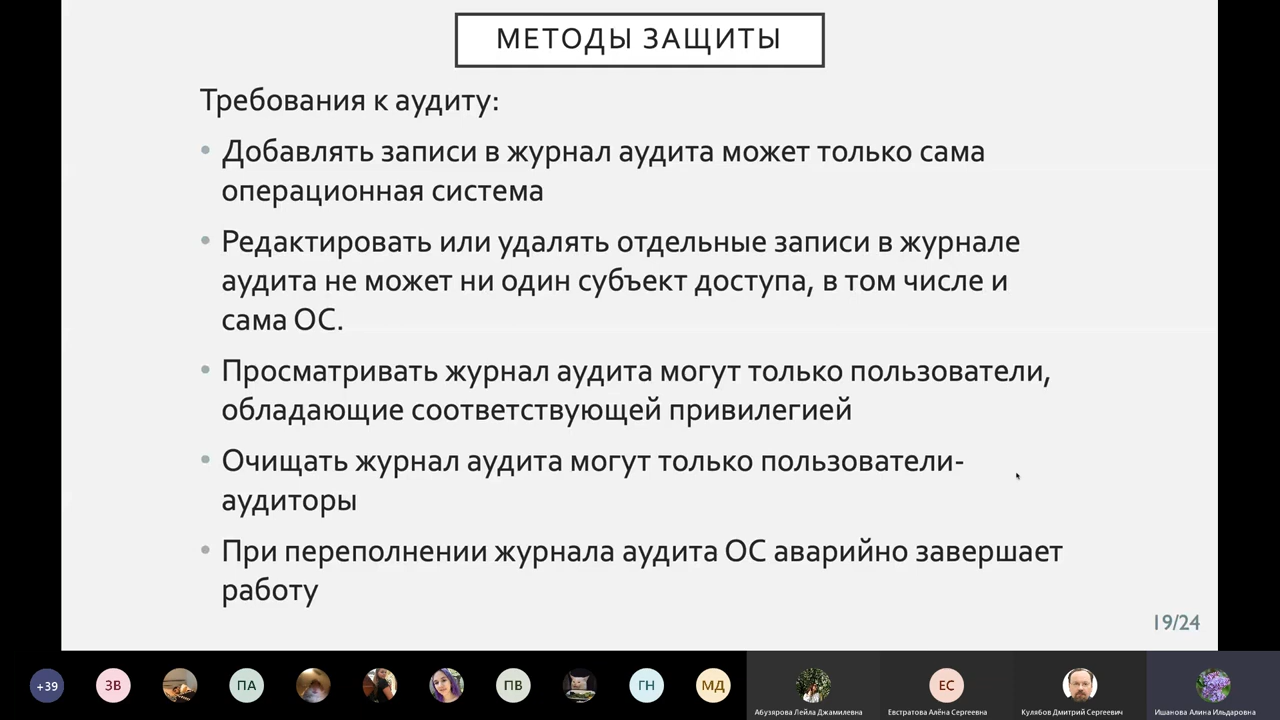 МЕТОДЫ ЗАЩИТЫ
Требования к аудиту:
• Добавлять записи в журнал аудита может только сама
операционная система
• Редактировать или удалять отдельные записи в журнале
аудита не может ни один субъект доступа, в том числе и
сама ОС.
• Просматривать журнал аудита могут только пользователи,
обладающие соответствующей привилегией
• Очищать журнал аудита могут только пользователи-
аудиторы
• При переполнении журнала аудита ОС аварийно завершает
работу
19/24
+39
ЗВ
ПА
ПВ
ГН
МД
ЕС
Абузярова Лейла Джамилевна
Евстратова Алёна Сергеевна
Кулябов Дмитрий Сергеевич
Ишанова Алина Ильдаровна